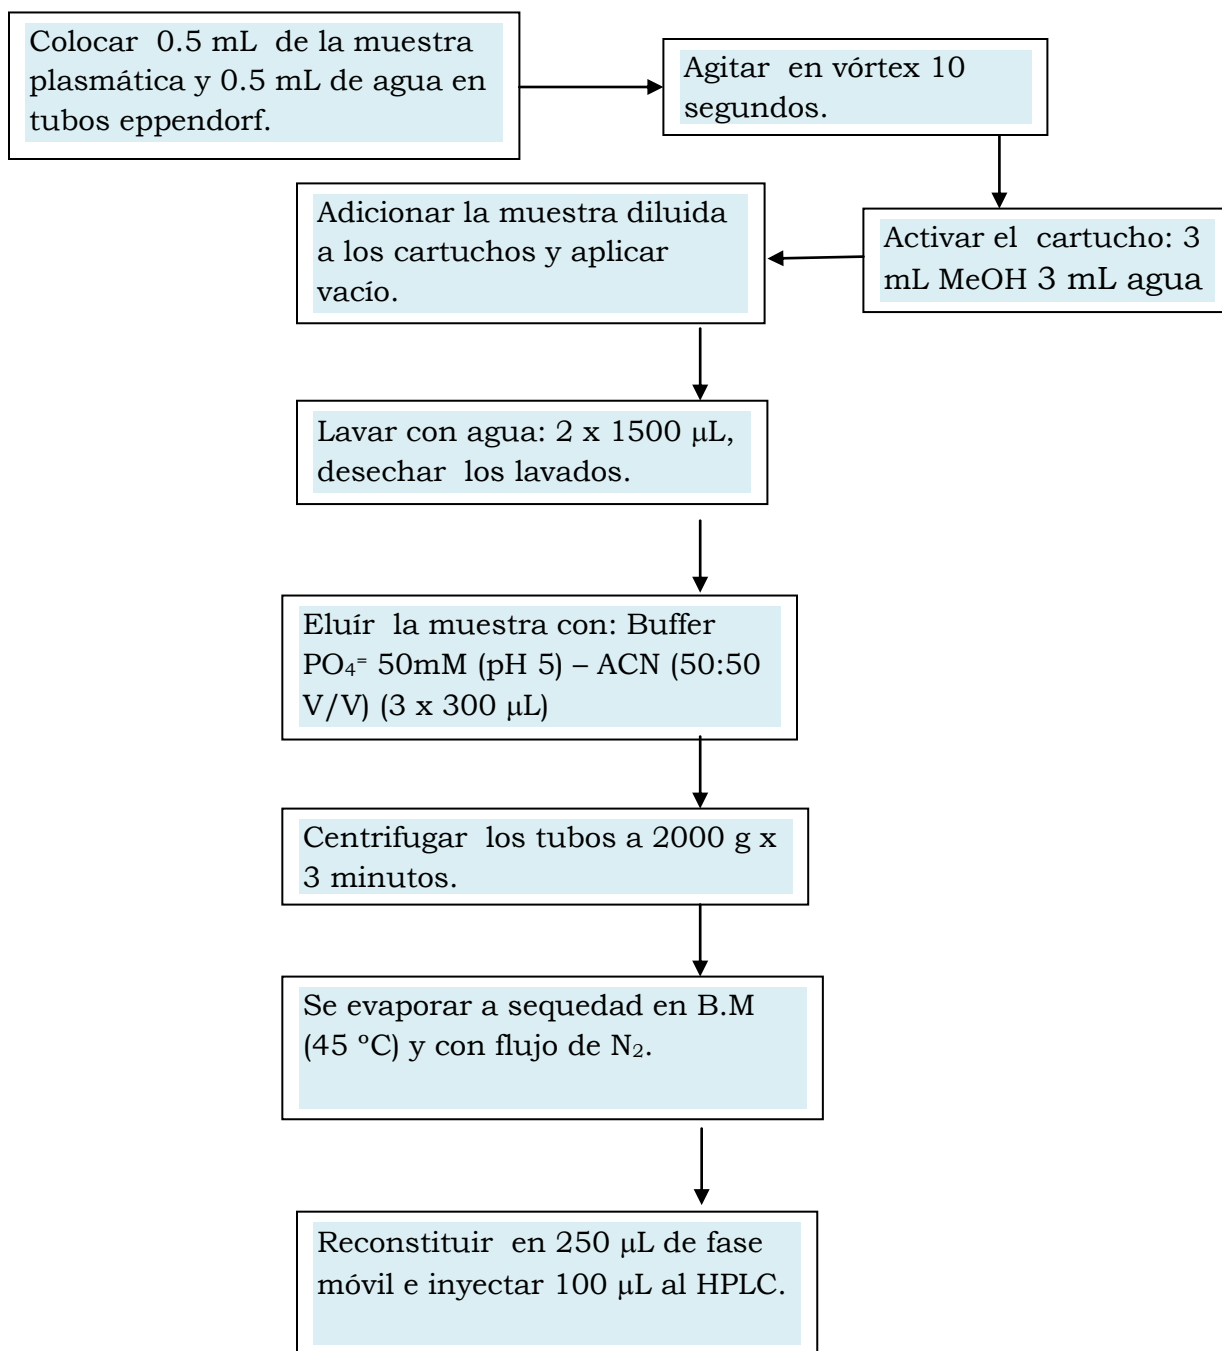 Colocar 0.5 mL de la muestra
plasmática y 0.5 mL de agua en
tubos eppendorf.
Agitar en vórtex 10
segundos.
Activar el cartucho: 3
mL MeOH 3 mL agua
Adicionar la muestra diluida
a los cartuchos y aplicar
vacío.
Lavar con agua: 2 x 1500 μL,
desechar los lavados.
Eluír la muestra con: Buffer
PO₄⁼ 50mM (pH 5) – ACN (50:50
V/V) (3 x 300 μL)
Centrifugar los tubos a 2000 g x
3 minutos.
Se evaporar a sequedad en B.M
(45 ºC) y con flujo de N₂.
Reconstituir en 250 μL de fase
móvil e inyectar 100 μL al HPLC.